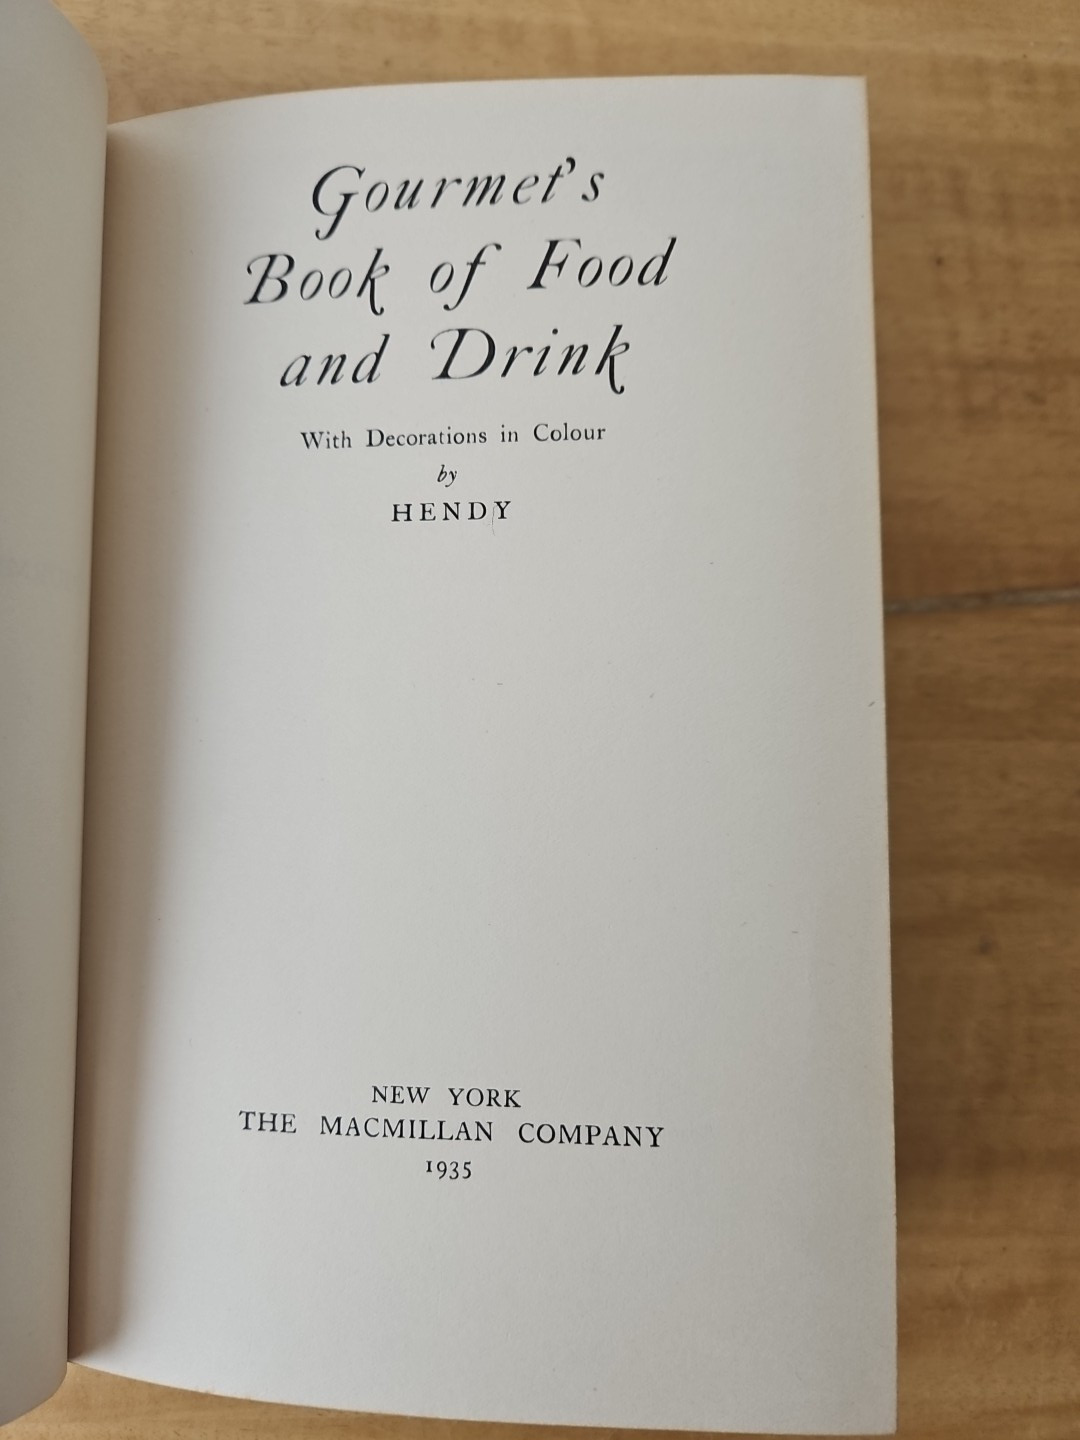 Gourmet's
Book of Food
and Drink
With Decorations in Colour
by
HENDY
NEW YORK
THE MACMILLAN COMPANY
1935